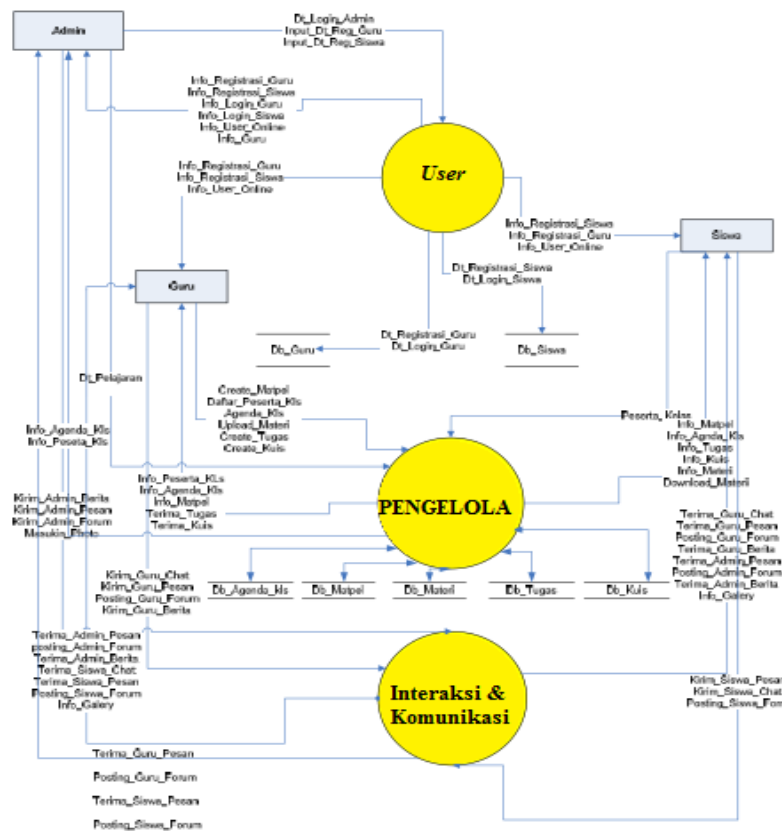 Admin
Dt_Login_Admin
Input_Dt_Reg_Guru
Input_Dt_Reg_Siswa
Info_Registrasi_Guru
Info_Registrasi_Siswa
Info_Login_Guru
Info_Login_Siswa
Info_User_Online
Info_Guru
User
Info_Registrasi_Guru
Info_Registrasi_Siswa
Info_User_Online
Info_Registrasi_Siswa
Info_Registrasi_Guru
Info_User_Online
Siswa
Guru
Dt_Registrasi_Siswa
Dt_Login_Siswa
Dt_Registrasi_Guru
Dt_Login_Guru
Db_Guru
Db_Siswa
Dt_Pelajaran
Create_Matpel
Daftar_Peserta_Kls
Agenda_Kls
Upload_Materi
Create_Tugas
Create_Kuis
Peserta_Kelas
Info_Matpel
Info_Agnda_Kls
Info_Tugas
Info_Kuis
Info_Materi
Download_Materi
Info_Agenda_Kls
Info_Peseta_Kls
Info_Peserta_KLs
Info_Agenda_Kls
Info_Matpel
Terima_Tugas
Terima_Kuis
PENGELOLA
Kirim_Admin_Berita
Kirim_Admin_Pesan
Kirim_Admin_Forum
Masukin_Photo
Terima_Guru_Chat
Terima_Guru_Pesan
Posting_Guru_Forum
Terima_Guru_Berita
Terima_Admin_Pesan
Posting_Admin_Forum
Terima_Admin_Berita
Info_Galery
Kirim_Guru_Chat
Kirim_Guru_Pesan
Posting_Guru_Forum
Kirim_Guru_Berita
Db_Agenda_kls
Db_Matpel
Db_Materi
Db_Tugas
Db_Kuis
Terima_Admin_Pesan
posting_Admin_Forum
Terima_Admin_Berita
Terima_Siswa_Chat
Terima_Siswa_Pesan
Posting_Siswa_Forum
Info_Galery
Interaksi &
Komunikasi
Kirim_Siswa_Pesan
Kirim_Siswa_Chat
Posting_Siswa_Forum
Terima_Guru_Pesan
Posting_Guru_Forum
Terima_Siswa_Pesan
Posting_Siswa_Forum